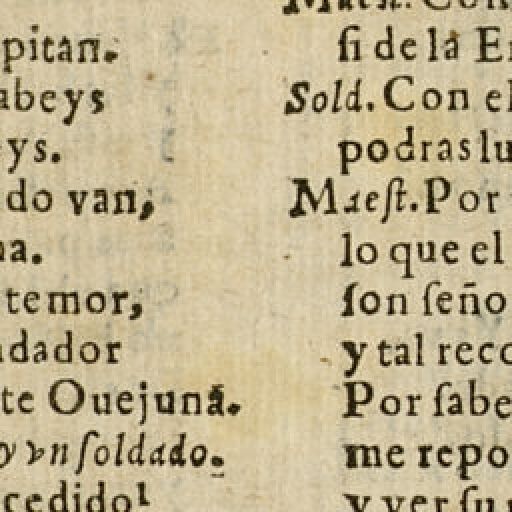 pitan.
abeys
ys.
do van,
na.
temor,
ndador
te Ouejuna.
y vn ſoldado.
cedido
Maeſt. Con
ſi de la E
Sold. Con el
podras lu
Maeſt. Por
lo que el
ſon ſeño
y tal reco
Por ſabe
me repo
y ver ſu